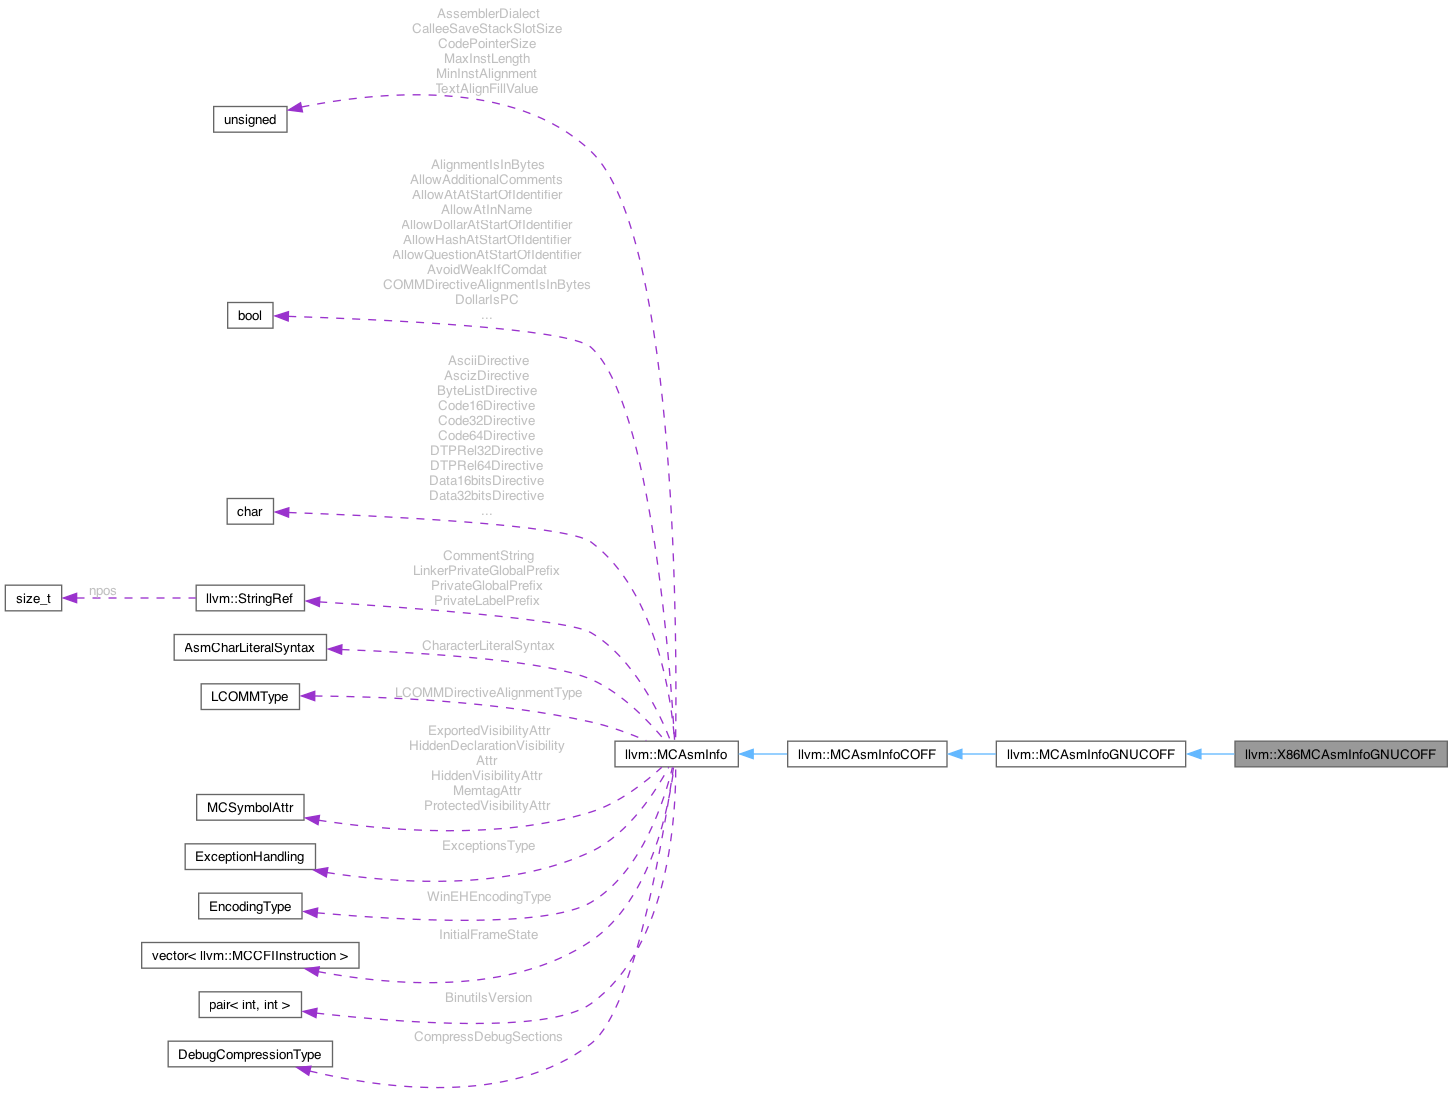 AssemblerDialect
CalleeSaveStackSlotSize
CodePointerSize
MaxInstLength
MinInstAlignment
TextAlignFillValue
unsigned
AlignmentIsInBytes
AllowAdditionalComments
AllowAtAtStartOfIdentifier
AllowAtInName
AllowDollarAtStartOfIdentifier
AllowHashAtStartOfIdentifier
AllowQuestionAtStartOfIdentifier
AvoidWeakIfComdat
COMMDirectiveAlignmentIsInBytes
DollarIsPC
...
bool
AsciiDirective
AscizDirective
ByteListDirective
Code16Directive
Code32Directive
Code64Directive
DTPRel32Directive
DTPRel64Directive
Data16bitsDirective
Data32bitsDirective
...
char
CommentString
LinkerPrivateGlobalPrefix
PrivateGlobalPrefix
PrivateLabelPrefix
size_t
npos
llvm::StringRef
AsmCharLiteralSyntax
CharacterLiteralSyntax
LCOMMType
LCOMMDirectiveAlignmentType
ExportedVisibilityAttr
HiddenDeclarationVisibility
Attr
HiddenVisibilityAttr
MemtagAttr
ProtectedVisibilityAttr
llvm::MCAsmInfo
llvm::MCAsmInfoCOFF
llvm::MCAsmInfoGNUCOFF
llvm::X86MCAsmInfoGNUCOFF
MCSymbolAttr
ExceptionsType
ExceptionHandling
WinEHEncodingType
EncodingType
InitialFrameState
vector< llvm::MCCFIInstruction >
BinutilsVersion
pair< int, int >
CompressDebugSections
DebugCompressionType